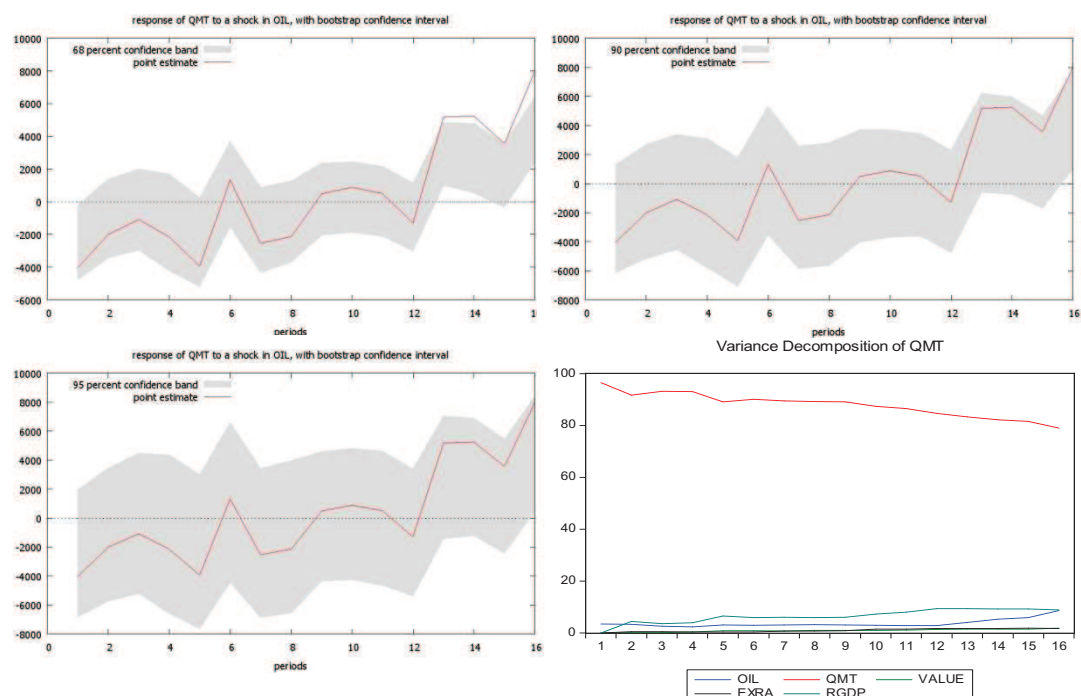 response of QMT to a shock in OIL, with bootstrap confidence interval
68 percent confidence band
point estimate
10000
8000
6000
4000
2000
0
-2000
-4000
-6000
0 2 4 6 8 10 12 14 16
periods
response of QMT to a shock in OIL, with bootstrap confidence interval
90 percent confidence band
point estimate
10000
8000
6000
4000
2000
0
-2000
-4000
-6000
-8000
0 2 4 6 8 10 12 14 16
periods
response of QMT to a shock in OIL, with bootstrap confidence interval
95 percent confidence band
point estimate
10000
8000
6000
4000
2000
0
-2000
-4000
-6000
-8000
0 2 4 6 8 10 12 14 16
periods
Variance Decomposition of QMT
100
80
60
40
20
0
1 2 3 4 5 6 7 8 9 10 11 12 13 14 15 16
OIL QMT VALUE
EXRA RGDP